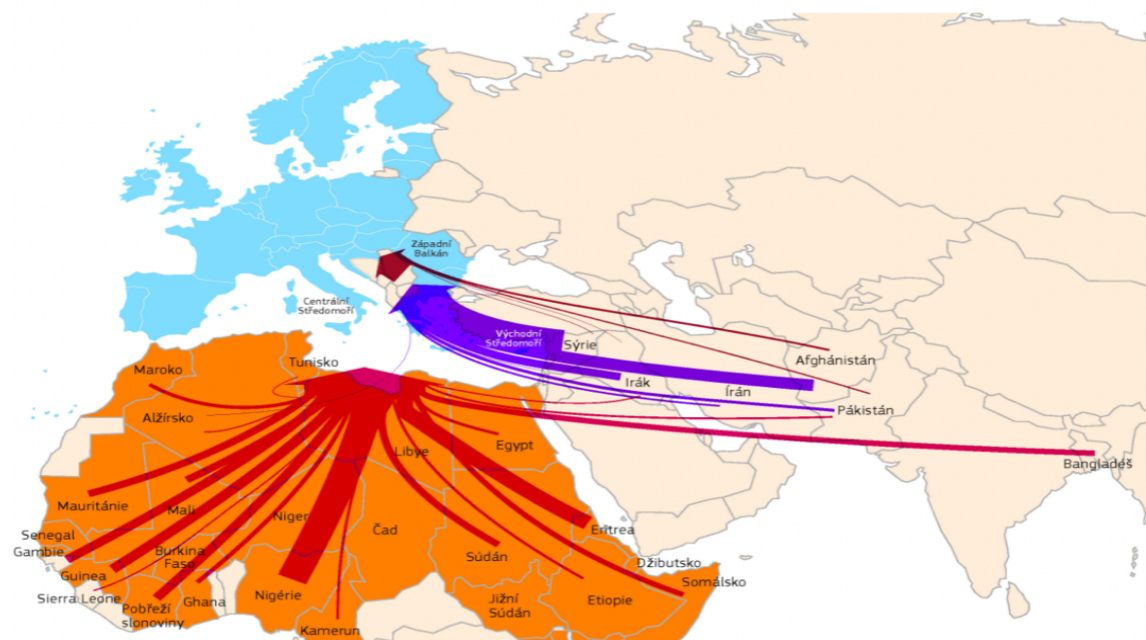 Západní
Balkán
Centrální
Středomoří
Východní
Středomoří
Sýrie
Tunisko
Maroko
Afghánistán
Irák
Írán
Pákistán
Alžírsko
Egypt
Libye
Bangladéš
Mauritánie
Mali
Niger
Čad
Eritrea
Senegal
Gambie
Burkina
Faso
Súdán
Džibutsko
Guinea
Somálsko
Sierra Leone
Pobřeží
slonoviny
Ghana
Nigérie
Jižní
Súdán
Etiopie
Kamerun